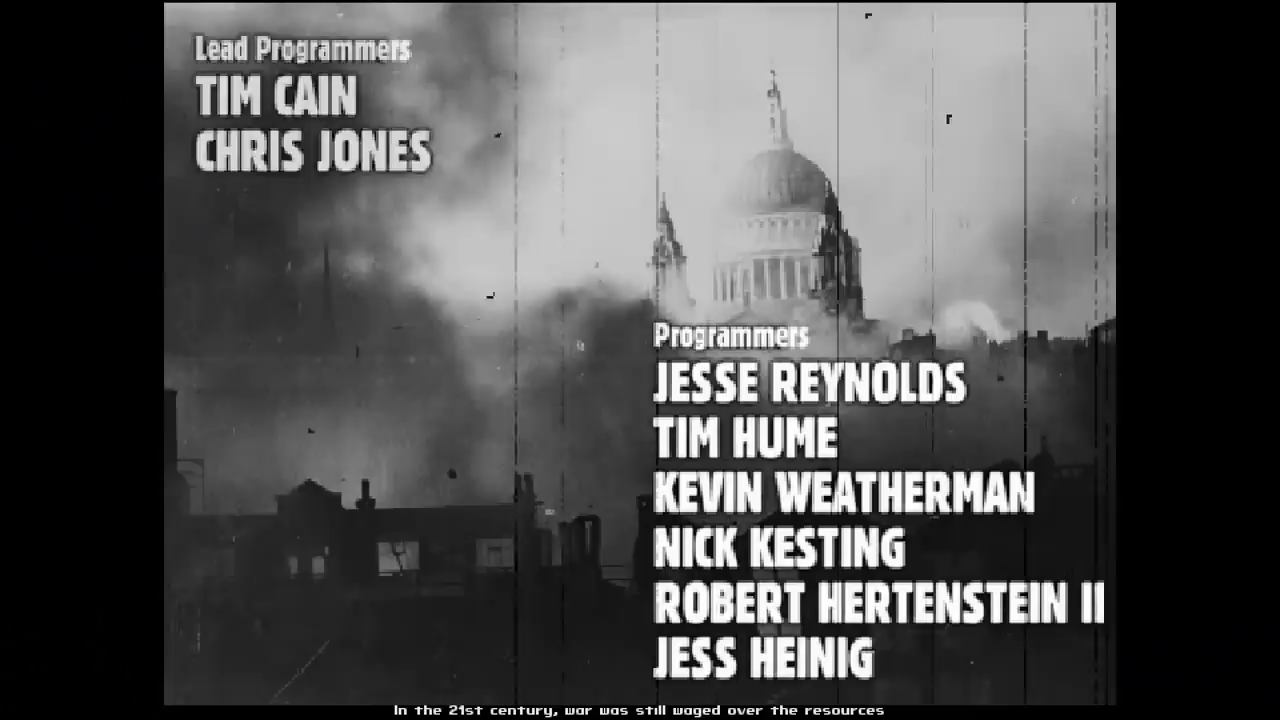 Lead Programmers
TIM CAIN
CHRIS JONES
Programmers
JESSE REYNOLDS
TIM HUME
KEVIN WEATHERMAN
NICK KESTING
ROBERT HERTENSTEIN II
JESS HEINIG
In the 21st century, war was still waged over the resources